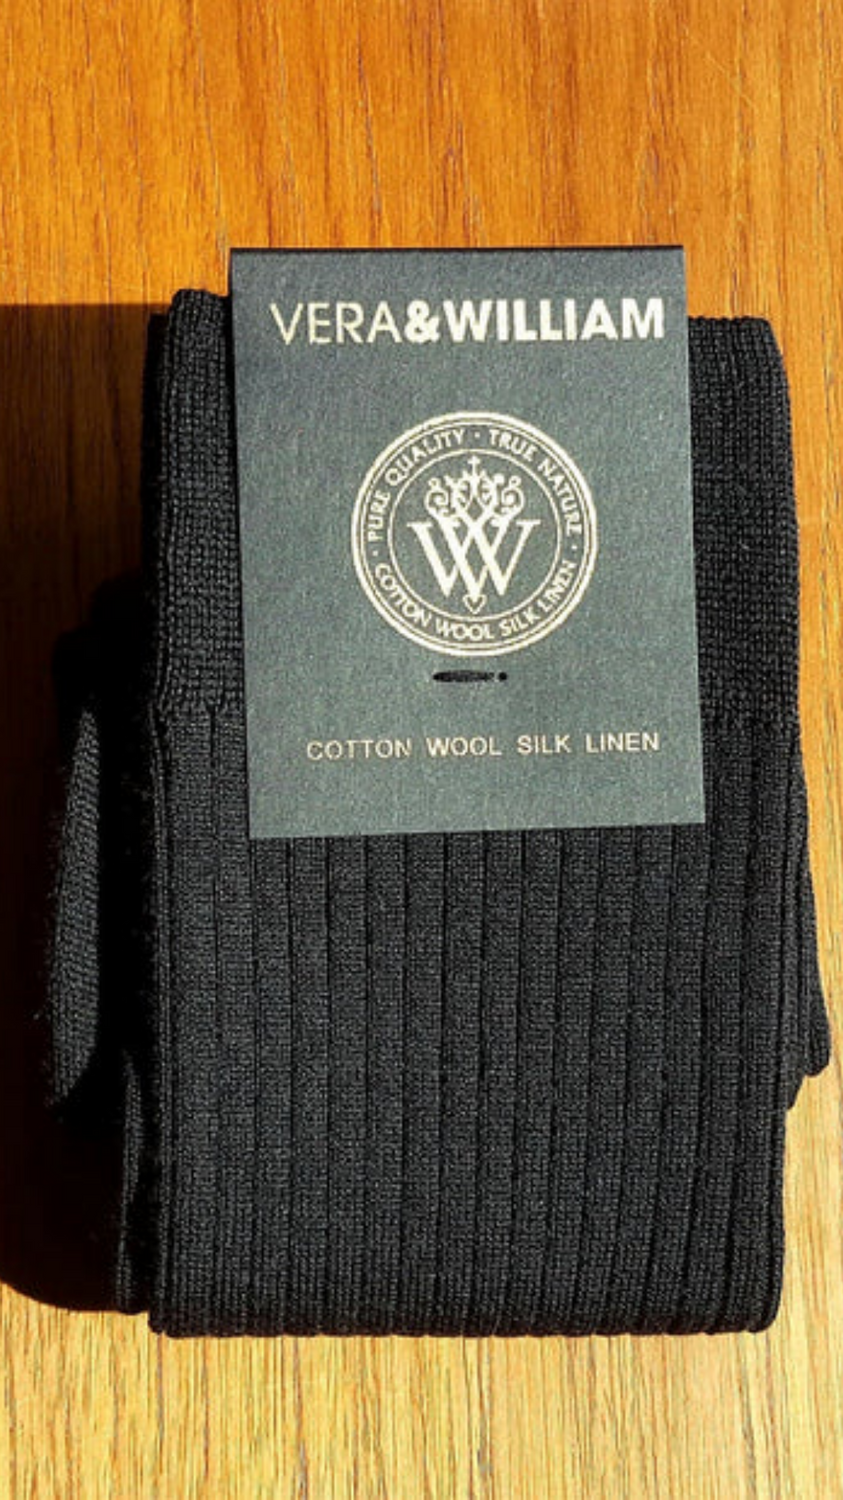 VERA&WILLIAM
· PURE QUALITY · TRUE NATURE ·
VW
COTTON WOOL SILK LINEN
COTTON WOOL SILK LINEN